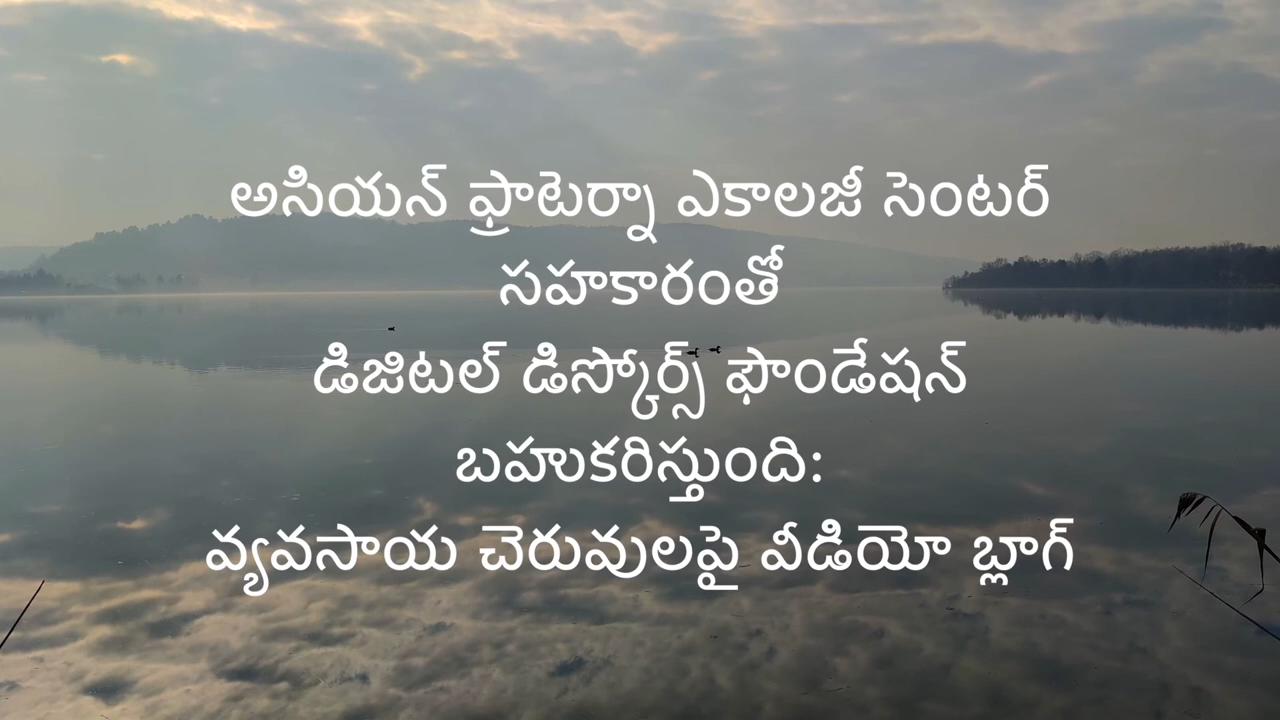 అసియన్ ఫ్రాటెర్నా ఎకాలజీ సెంటర్
సహకారంతో
డిజిటల్ డిస్కోర్స్ ఫౌండేషన్
బహుకరిస్తుంది:
వ్యవసాయ చెరువులపై వీడియో బ్లాగ్